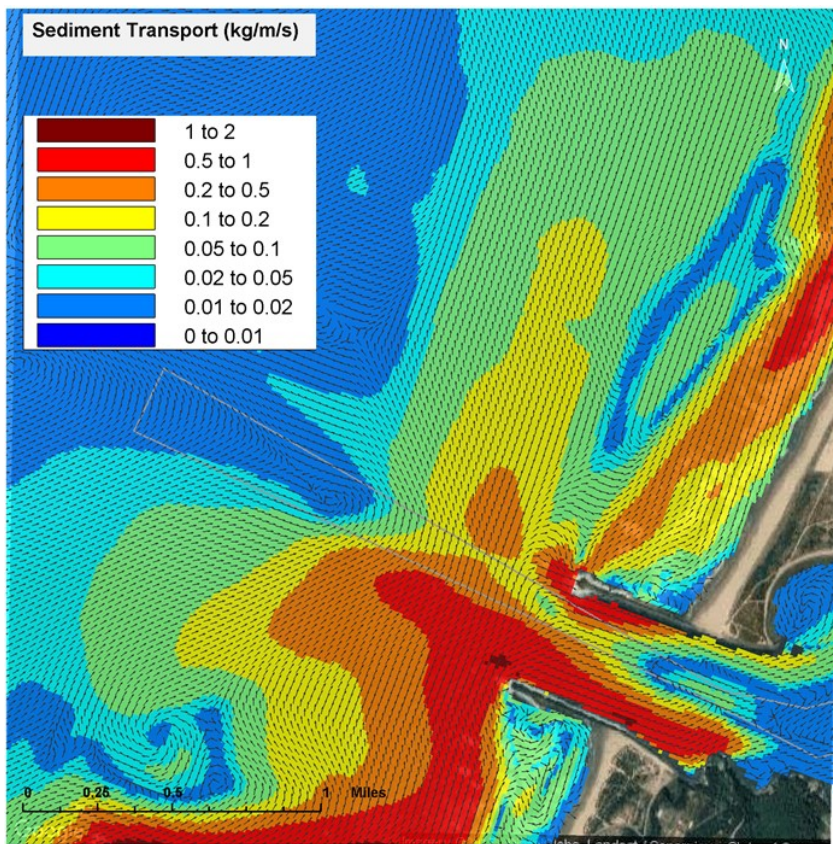 Sediment Transport (kg/m/s)
N
1 to 2
0.5 to 1
0.2 to 0.5
0.1 to 0.2
0.05 to 0.1
0.02 to 0.05
0.01 to 0.02
0 to 0.01
0 0.25 0.5 1 Miles